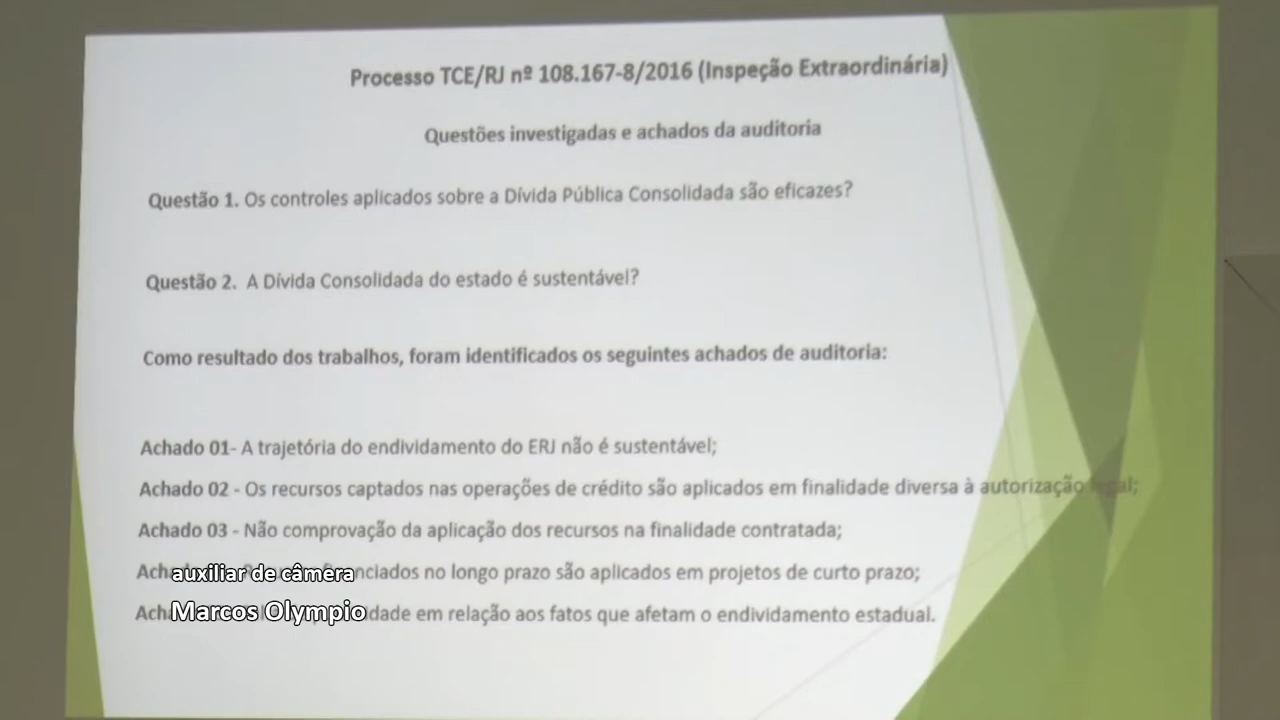 Processo TCE/RJ nº 108.167-8/2016 (Inspeção Extraordinária)
Questões investigadas e achados da auditoria
Questão 1. Os controles aplicados sobre a Dívida Pública Consolidada são eficazes?
Questão 2. A Dívida Consolidada do estado é sustentável?
Como resultado dos trabalhos, foram identificados os seguintes achados de auditoria:
Achado 01- A trajetória do endividamento do ERJ não é sustentável;
Achado 02 - Os recursos captados nas operações de crédito são aplicados em finalidade diversa à autorização legal;
Achado 03 - Não comprovação da aplicação dos recursos na finalidade contratada;
no longo prazo são aplicados em projetos de curto prazo;
auxiliar de câmera
em relação aos fatos que afetam o endividamento estadual.
Marcos Olympio